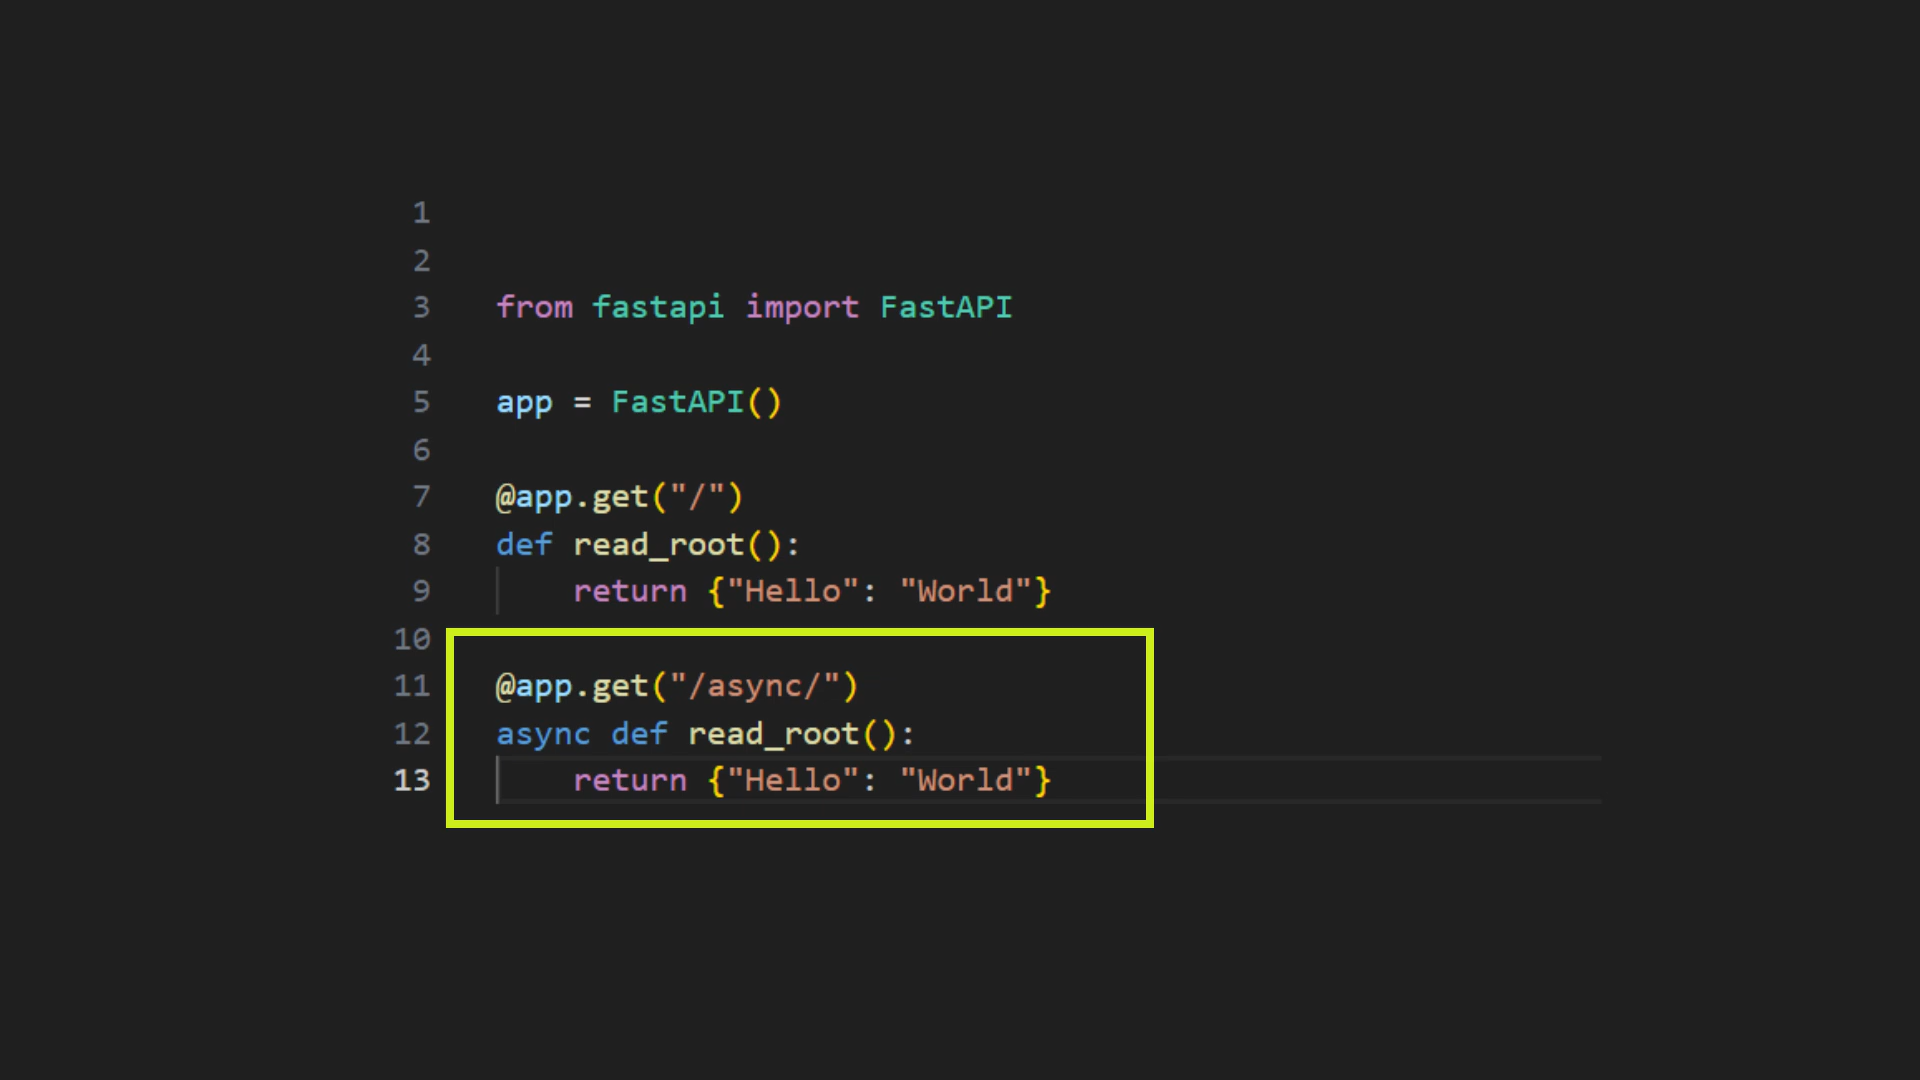 1
2
3 from fastapi import FastAPI
4
5 app = FastAPI()
6
7 @app.get("/")
8 def read_root():
9     return {"Hello": "World"}
10
11 @app.get("/async/")
12 async def read_root():
13     return {"Hello": "World"}